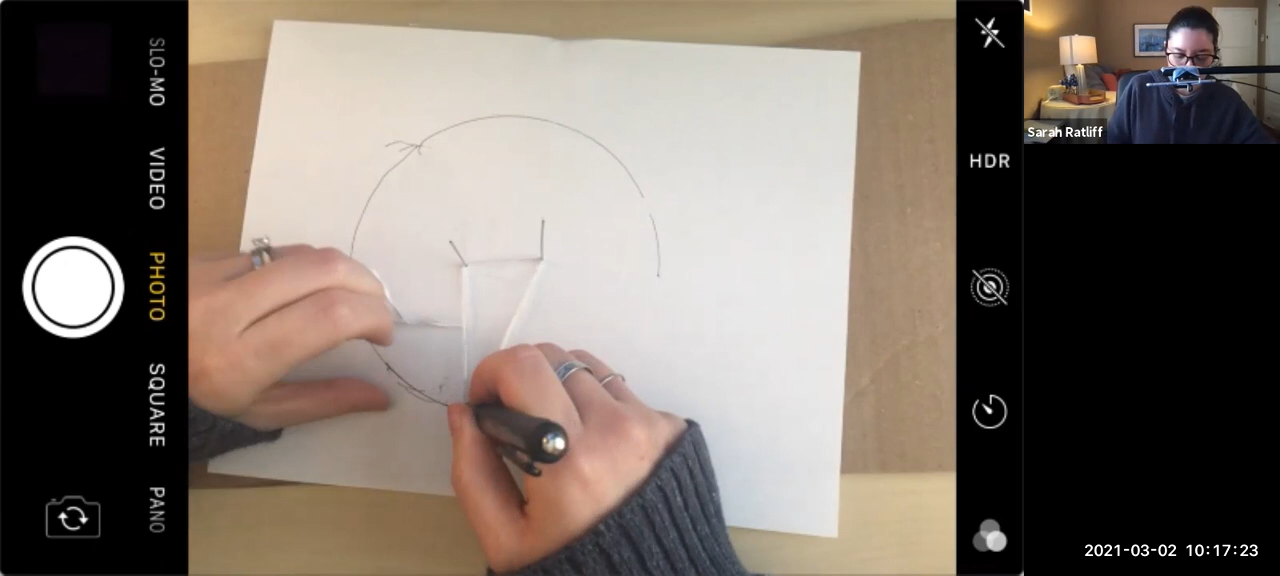 SLO-MO
VIDEO
PHOTO
SQUARE
PANO
HDR
Sarah Ratliff
2021-03-02 10:17:23